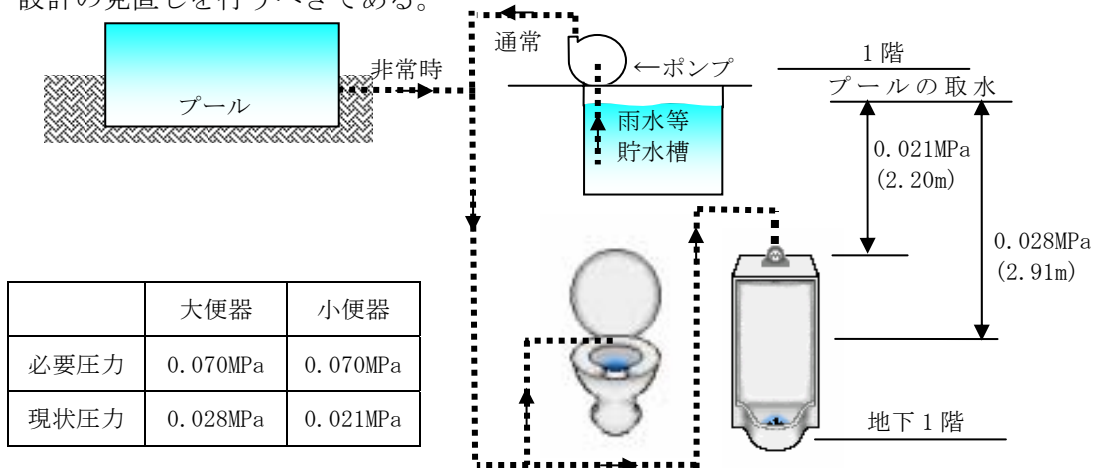 設計の見直しを行うべきである。
通常
1階
非常時
←ポンプ
プールの取水
プール
雨水等
貯水槽
0.021MPa
(2.20m)
0.028MPa
(2.91m)
大便器 小便器
必要圧力 0.070MPa 0.070MPa
現状圧力 0.028MPa 0.021MPa
地下1階